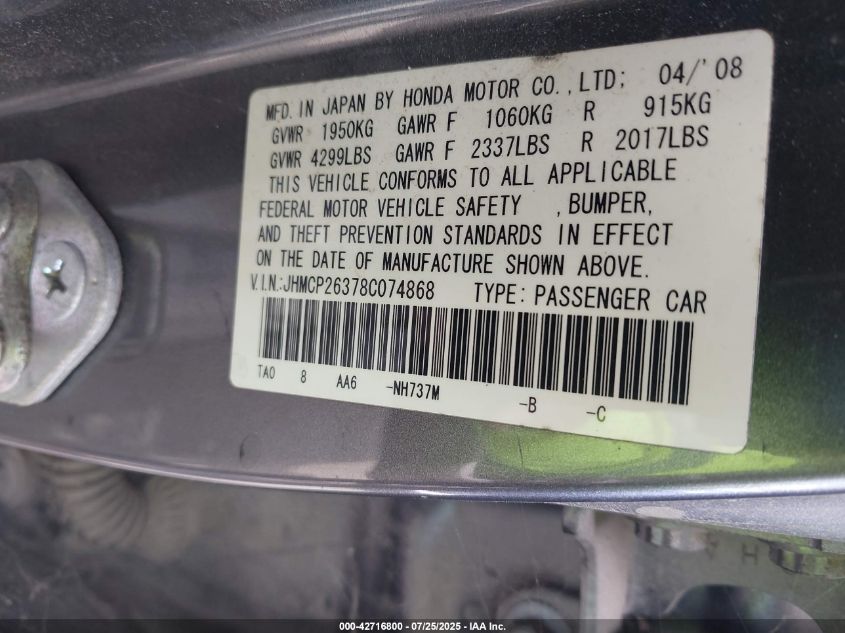 MFD. IN JAPAN BY HONDA MOTOR CO.,LTD; 04/'08
GVWR 1950KG GAWR F 1060KG R 915KG
GVWR 4299LBS GAWR F 2337LBS R 2017LBS
THIS VEHICLE CONFORMS TO ALL APPLICABLE
FEDERAL MOTOR VEHICLE SAFETY , BUMPER,
AND THEFT PREVENTION STANDARDS IN EFFECT
ON THE DATE OF MANUFACTURE SHOWN ABOVE.
V.I.N.:JHMCP26378C074868 TYPE: PASSENGER CAR
TA0 8 AA6 -NH737M -B -C
H
000-42716800 - 07/25/2025 - IAA Inc.